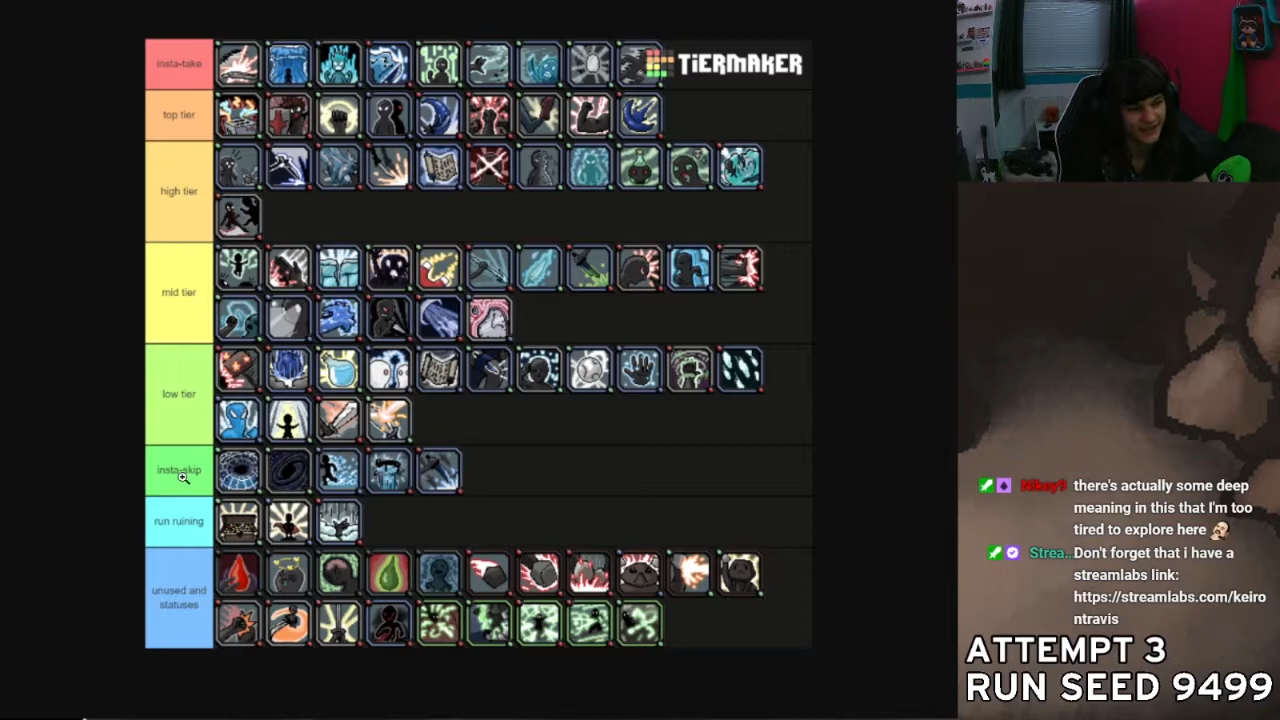 insta-take
TiERMAKER
top tier
high tier
mid tier
low tier
insta-skip
run ruining
unused and
statuses
Nikey9 there's actually some deep
meaning in this that I'm too
tired to explore here
Strea.. Don't forget that i have a
streamlabs link:
https://streamlabs.com/keiro
ntravis
ATTEMPT 3
RUN SEED 9499